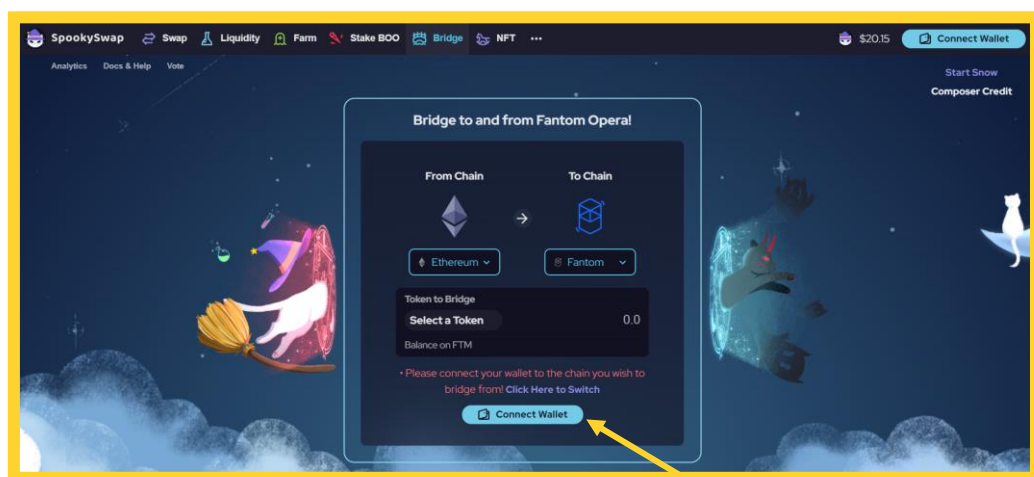 SpookySwap Swap Liquidity Farm Stake BOO Bridge NFT ••• $20.15 Connect Wallet
Analytics Docs & Help Vote
Start Snow
Composer Credit
Bridge to and from Fantom Opera!
From Chain To Chain
Ethereum Fantom
Token to Bridge
Select a Token 0.0
Balance on FTM
• Please connect your wallet to the chain you wish to
bridge from! Click Here to Switch
Connect Wallet